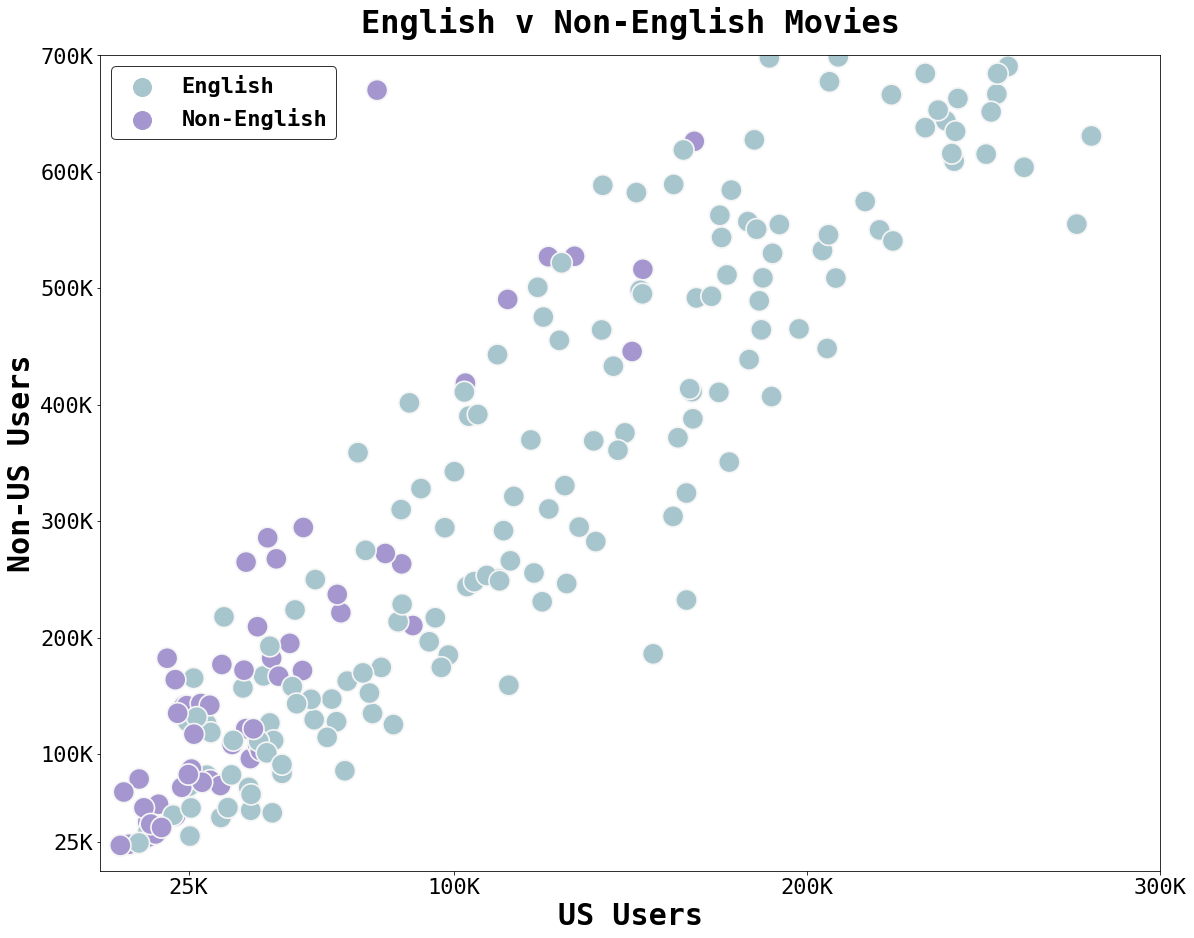 English v Non-English Movies
English
Non-English
Non-US Users
700K
600K
500K
400K
300K
200K
100K
25K
25K
100K
200K
300K
US Users